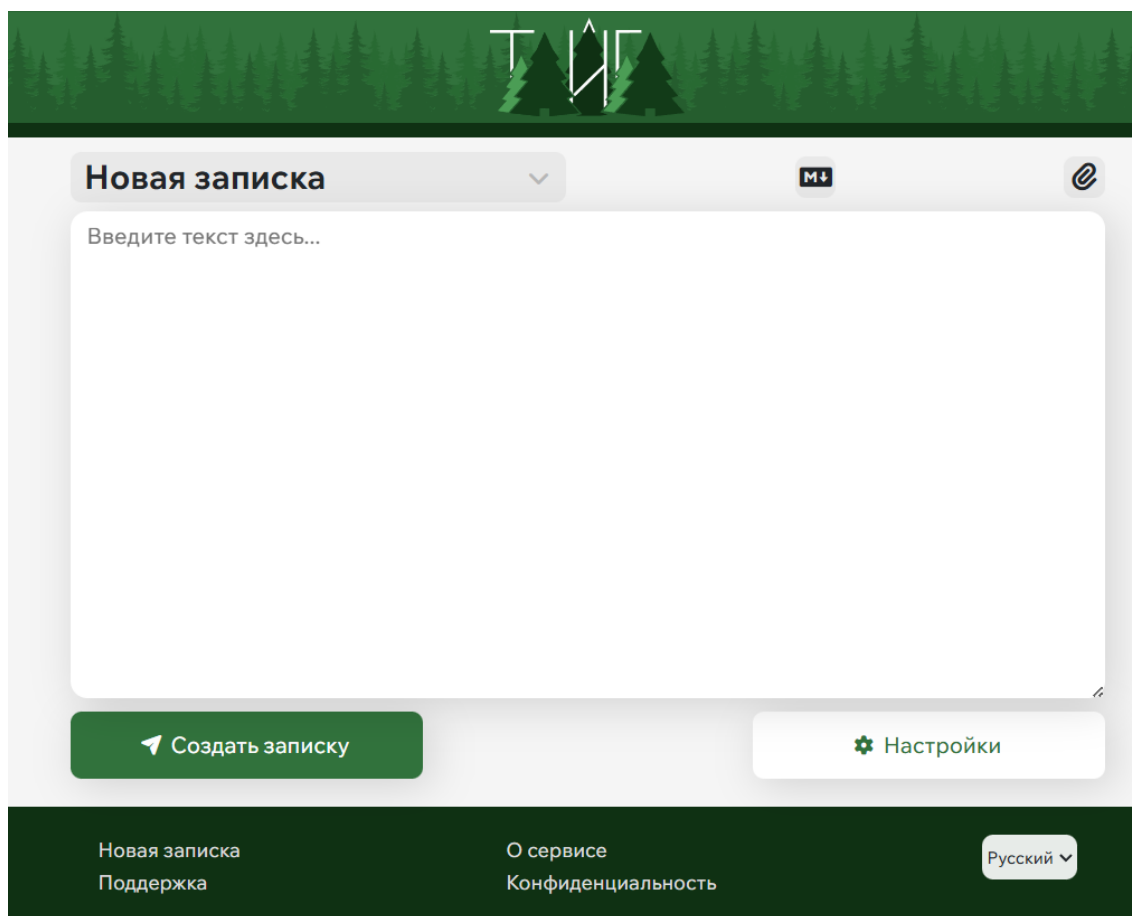 ТАЙГА
Новая записка
M↓
Введите текст здесь...
Создать записку
Настройки
Новая записка
О сервисе
Русский
Поддержка
Конфиденциальность